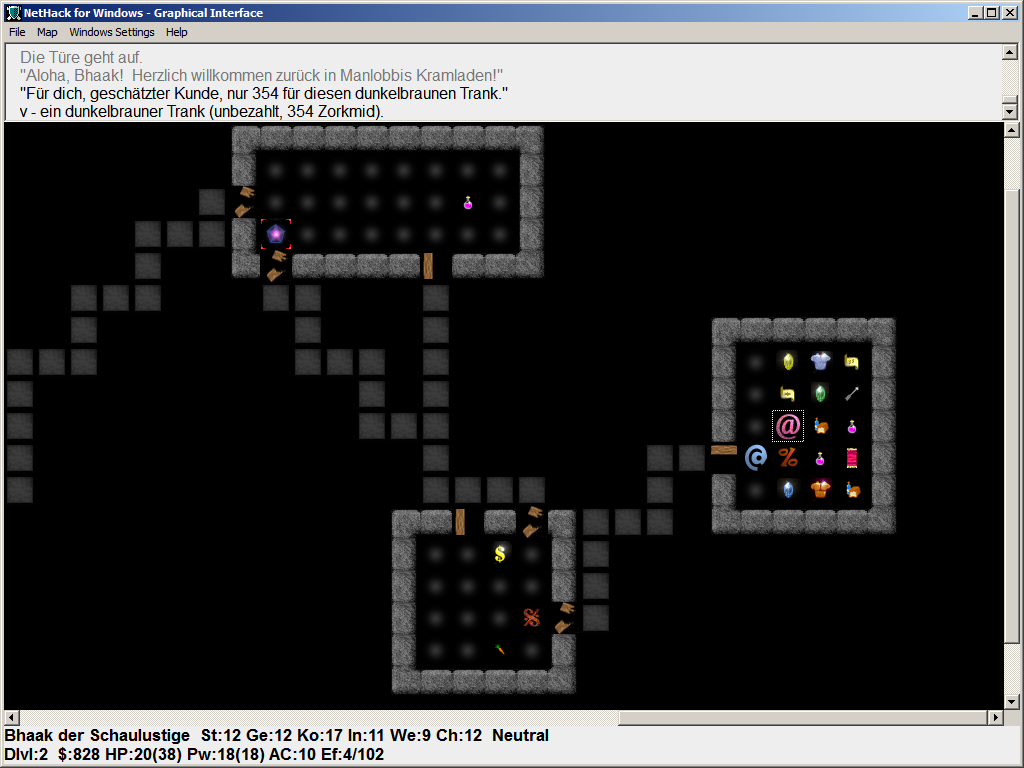 NetHack for Windows - Graphical Interface
File Map Windows Settings Help
Die Türe geht auf.
"Aloha, Bhaak! Herzlich willkommen zurück in Manlobbis Kramladen!"
"Für dich, geschätzter Kunde, nur 354 für diesen dunkelbraunen Trank."
v - ein dunkelbrauner Trank (unbezahlt, 354 Zorkmid).
$
@
@ %
Bhaak der Schaulustige St:12 Ge:12 Ko:17 In:11 We:9 Ch:12 Neutral
Dlvl:2 $:828 HP:20(38) Pw:18(18) AC:10 Ef:4/102